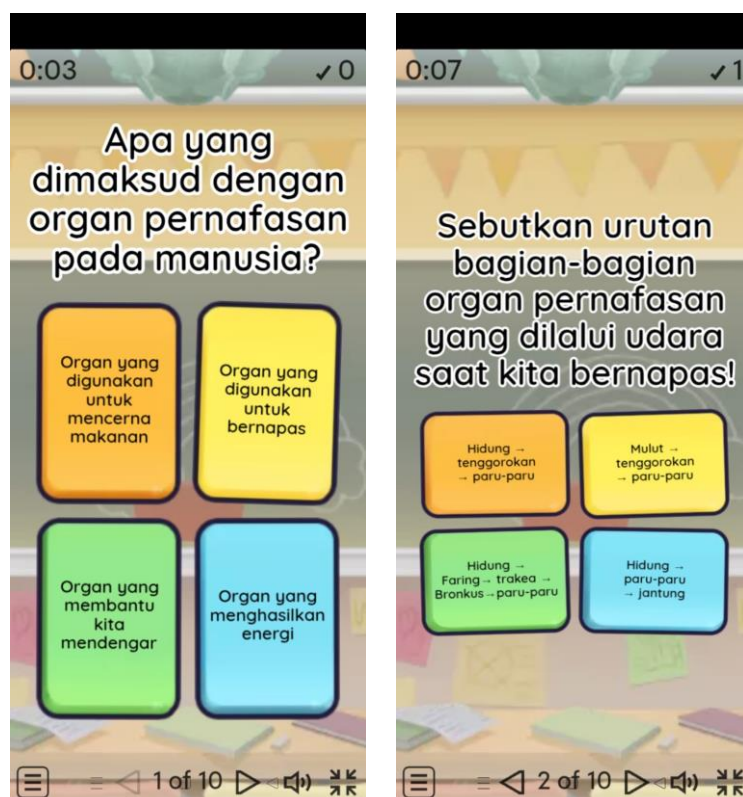 0:03
✓ 0
Apa yang
dimaksud dengan
organ pernafasan
pada manusia?
Organ yang
digunakan
untuk
mencerna
makanan
Organ yang
digunakan
untuk
bernapas
Organ yang
membantu
kita
mendengar
Organ yang
menghasilkan
energi
1 of 10
0:07
✓ 1
Sebutkan urutan
bagian-bagian
organ pernafasan
yang dilalui udara
saat kita bernapas!
Hidung →
tenggorokan
→ paru-paru
Mulut →
tenggorokan
→ paru-paru
Hidung →
Faring → trakea →
Bronkus → paru-paru
Hidung →
paru-paru
→ jantung
2 of 10